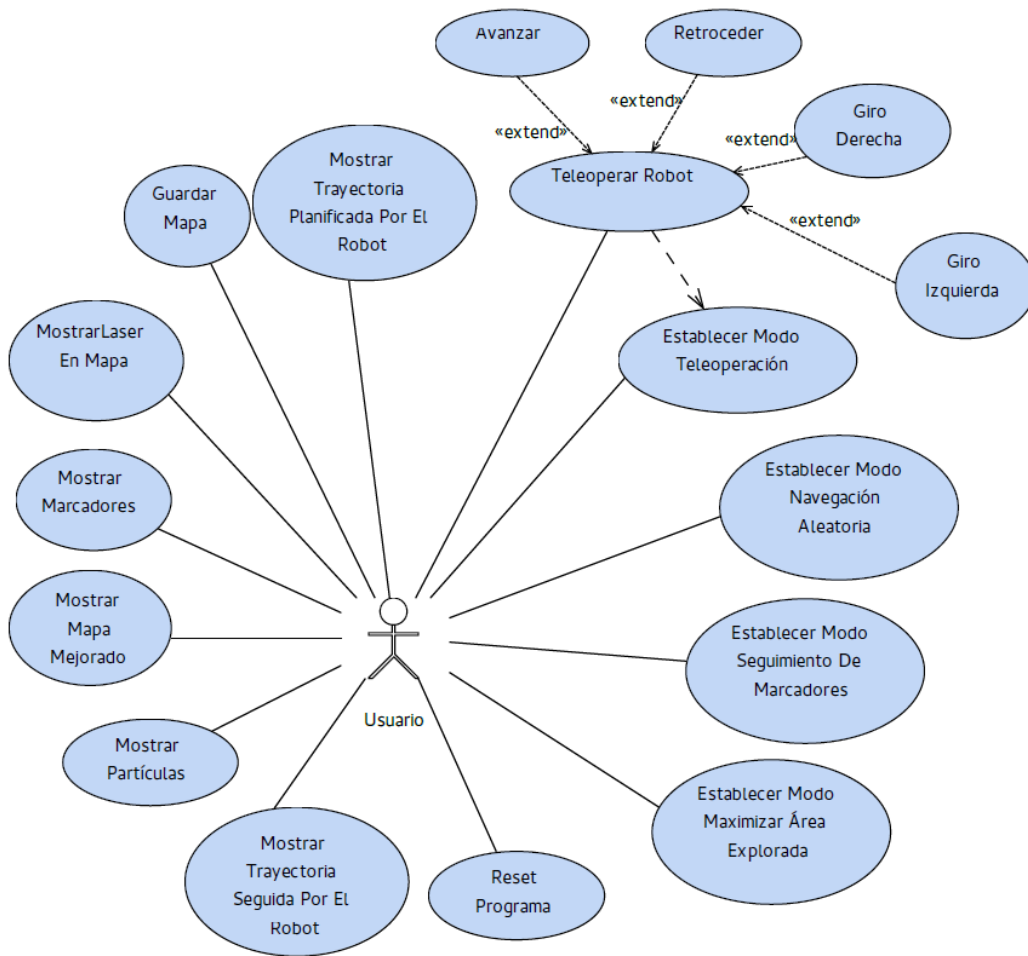 Avanzar
Retroceder
«extend»
«extend»
Giro
Derecha
«extend»
Mostrar
Trayectoria
Planificada Por El
Robot
Teleoperar Robot
Guardar
Mapa
«extend»
Giro
Izquierda
MostrarLaser
En Mapa
Establecer Modo
Teleoperación
Mostrar
Marcadores
Establecer Modo
Navegación
Aleatoria
Mostrar
Mapa
Mejorado
Establecer Modo
Seguimiento De
Marcadores
Usuario
Mostrar
Partículas
Establecer Modo
Maximizar Área
Explorada
Mostrar
Trayectoria
Seguida Por El
Robot
Reset
Programa